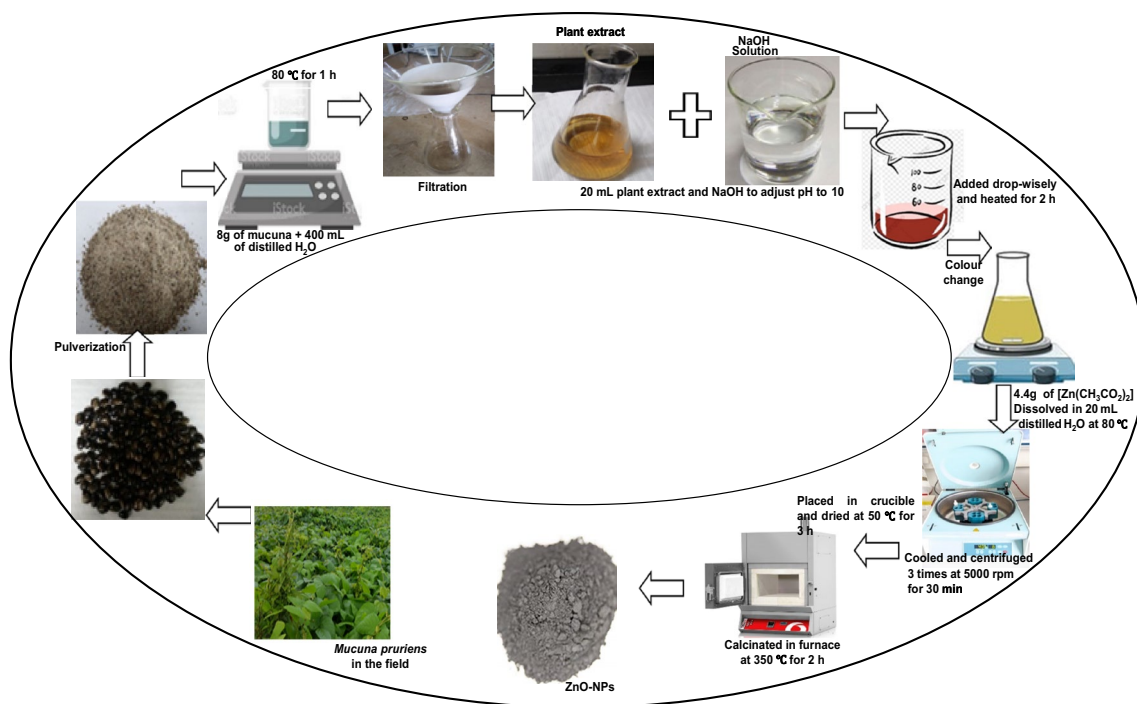 Plant extract
NaOH
Solution
80 ℃ for 1 h
iStock
iStock
8g of mucuna + 400 mL
of distilled H₂O
Filtration
20 mL plant extract and NaOH to adjust pH to 10
100
80
60
Added drop-wisely
and heated for 2 h
Colour
change
4.4g of [Zn(CH₃CO₂)₂]
Dissolved in 20 mL
distilled H₂O at 80 ℃
Cooled and centrifuged
3 times at 5000 rpm
for 30 min
Placed in crucible
and dried at 50 ℃ for
3 h
Calcinated in furnace
at 350 ℃ for 2 h
ZnO-NPs
Mucuna pruriens
in the field
Pulverization